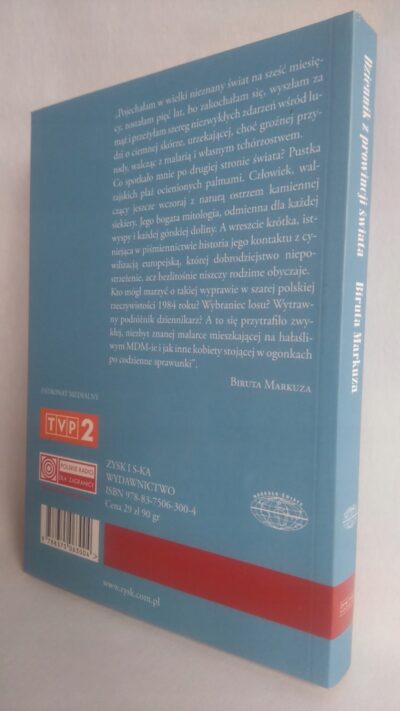 „Pojechałam w wielki nieznany świat na sześć miesię-
cy, zostałam pięć lat, bo zakochałam się, wyszłam za
mąż i przeżyłam szereg niezwykłych zdarzeń wśród lu-
dzi o ciemnej skórze, urzekającej, choć groźnej przy-
rody, walcząc z malarią i własnym tchórzostwem.
Co spotkało mnie po drugiej stronie świata? Pustka
rajskich plaż ocienionych palmami. Człowiek, wal-
czący jeszcze wczoraj z naturą ostrzem kamiennej
siekiery. Jego bogata mitologia, odmienna dla każdej
wyspy i każdej górskiej doliny. A wreszcie krótka, ist-
niejąca w piśmiennictwie historia jego kontaktu z cy-
wilizacją europejską, której dobrodziejstwo niepo-
strzeżenie, acz bezlitośnie niszczy rodzime obyczaje.
Kto mógł marzyć o takiej wyprawie w szatej polskiej
rzeczywistości 1984 roku? Wybraniec losu? Wytraw-
ny podróżnik dziennikarz? A to się przytrafiło zwy-
kłej, niezbyt znanej malarce mieszkającej na hałaśli-
wym MDM-ie i jak inne kobiety stojącej w ogonkach
po codzienne sprawunki”.
BIRUTA MARKUZA
PATRONAT MEDIALNY
TVP 2
POLSKIE RADIO
DLA ZAGRANICY
ZYSK I S-KA
WYDAWNICTWO
ISBN 978-83-7506-300-4
Cena 29 zł 90 gr
9 788375 063004 >
www.zysk.com.pl
Dziennik z prowincji świata
Biruta Markuza